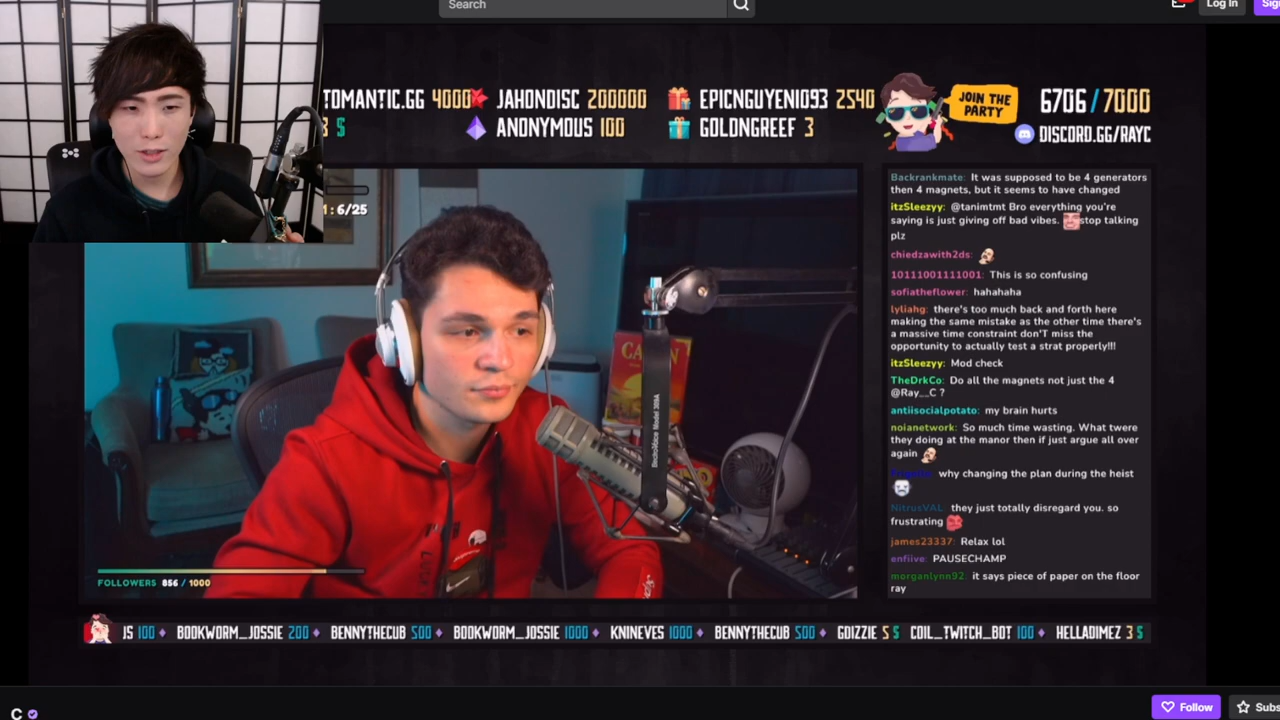 Search
Log In
TOMANTIC.GG 4000
JAHONDISC 200000
EPICNGUYEN1093 2540
3 $
ANONYMOUS 100
GOLDNGREEF 3
JOIN THE
PARTY
6706 / 7000
DISCORD.GG/RAYC
: 6/25
Backrankmate: It was supposed to be 4 generators
then 4 magnets, but it seems to have changed
itzSleezyy: @tanimtmt Bro everything you're
saying is just giving off bad vibes. stop talking
plz
chiedzawith2ds:
10111001111001: This is so confusing
sofiatheflower: hahahaha
lyliahg: there's too much back and forth here
making the same mistake as the other time there's
a massive time constraint don'T miss the
opportunity to actually test a strat properly!!!
itzSleezyy: Mod check
TheDrkCo: Do all the magnets not just the 4
@Ray__C ?
antiisocialpotato: my brain hurts
noianetwork: So much time wasting. What twere
they doing at the manor then if just argue all over
again
why changing the plan during the heist
NitrusVAL: they just totally disregard you. so
frustrating
james23337: Relax lol
enfiive: PAUSECHAMP
morganlynn92: it says piece of paper on the floor
ray
FOLLOWERS 856 / 1000
JS 100 BOOKWORM_JOSSIE 200 BENNYTHECUB 500 BOOKWORM_JOSSIE 1000 KNINEVES 1000 BENNYTHECUB 500 GDIZZIE 5 $ COIL_TWITCH_BOT 100 HELLADIMEZ 3 $
C
Follow
Subs